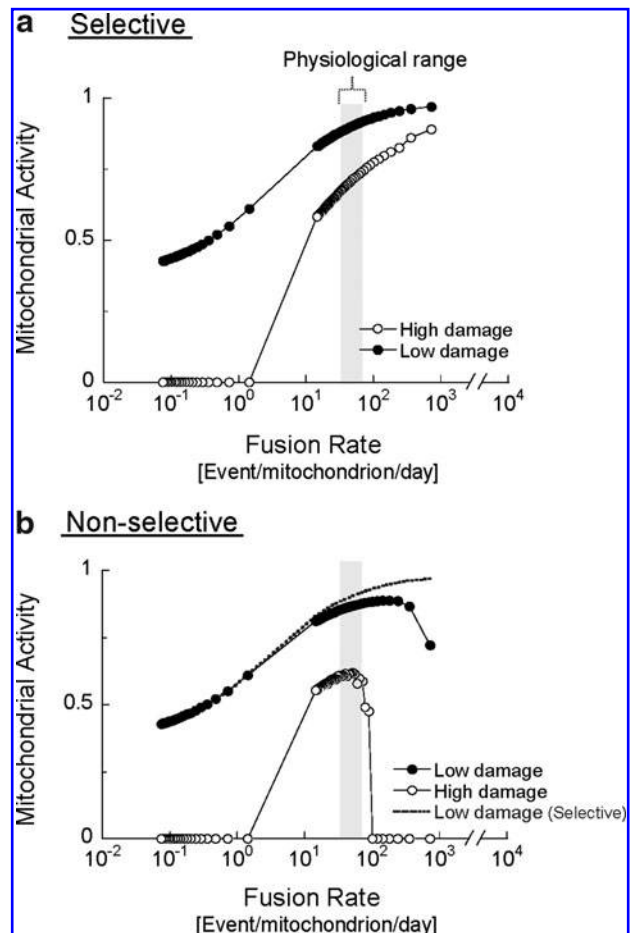 a Selective
Physiological range
1
0.5
0
Mitochondrial Activity
High damage
Low damage
10-2 10-1 100 101 102 103 104
Fusion Rate
[Event/mitochondrion/day]
b Non-selective
1
0.5
0
Mitochondrial Activity
Low damage
High damage
Low damage (Selective)
10-2 10-1 100 101 102 103 104
Fusion Rate
[Event/mitochondrion/day]